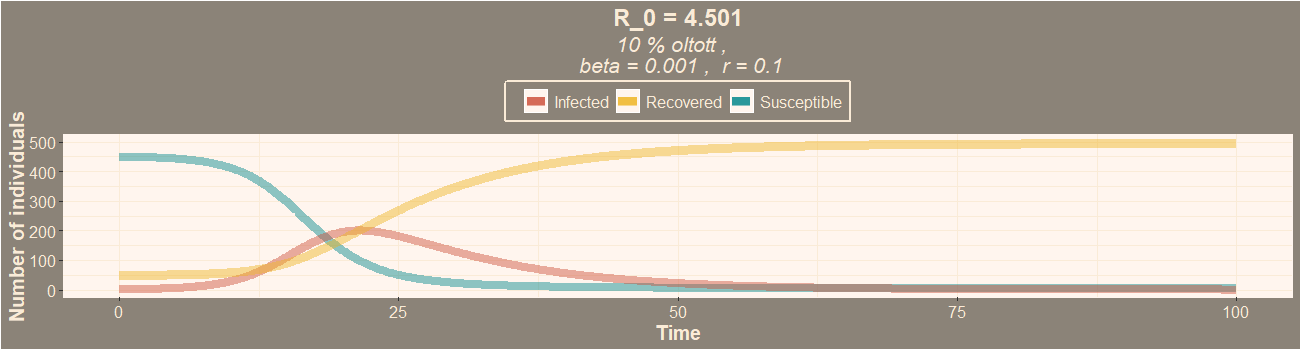 R_0 = 4.501
10 % oltott ,
beta = 0.001 ,  r = 0.1
Infected Recovered Susceptible
Number of individuals
500
400
300
200
100
0
0 25 50 75 100
Time